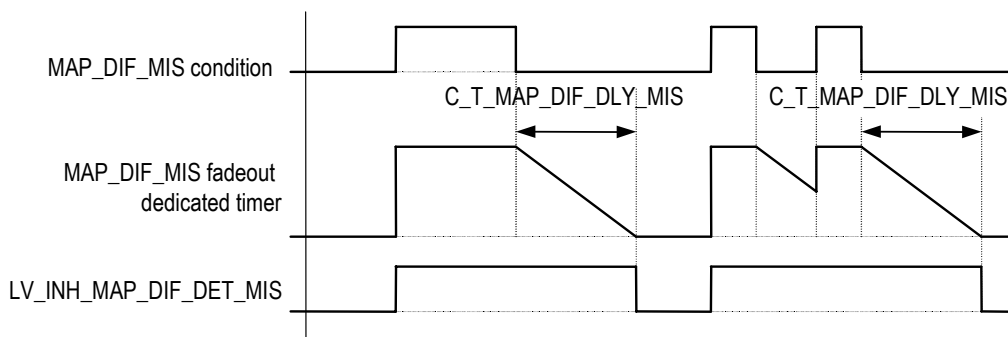 MAP_DIF_MIS condition
C_T_MAP_DIF_DLY_MIS
C_T_MAP_DIF_DLY_MIS
MAP_DIF_MIS fadeout
dedicated timer
LV_INH_MAP_DIF_DET_MIS